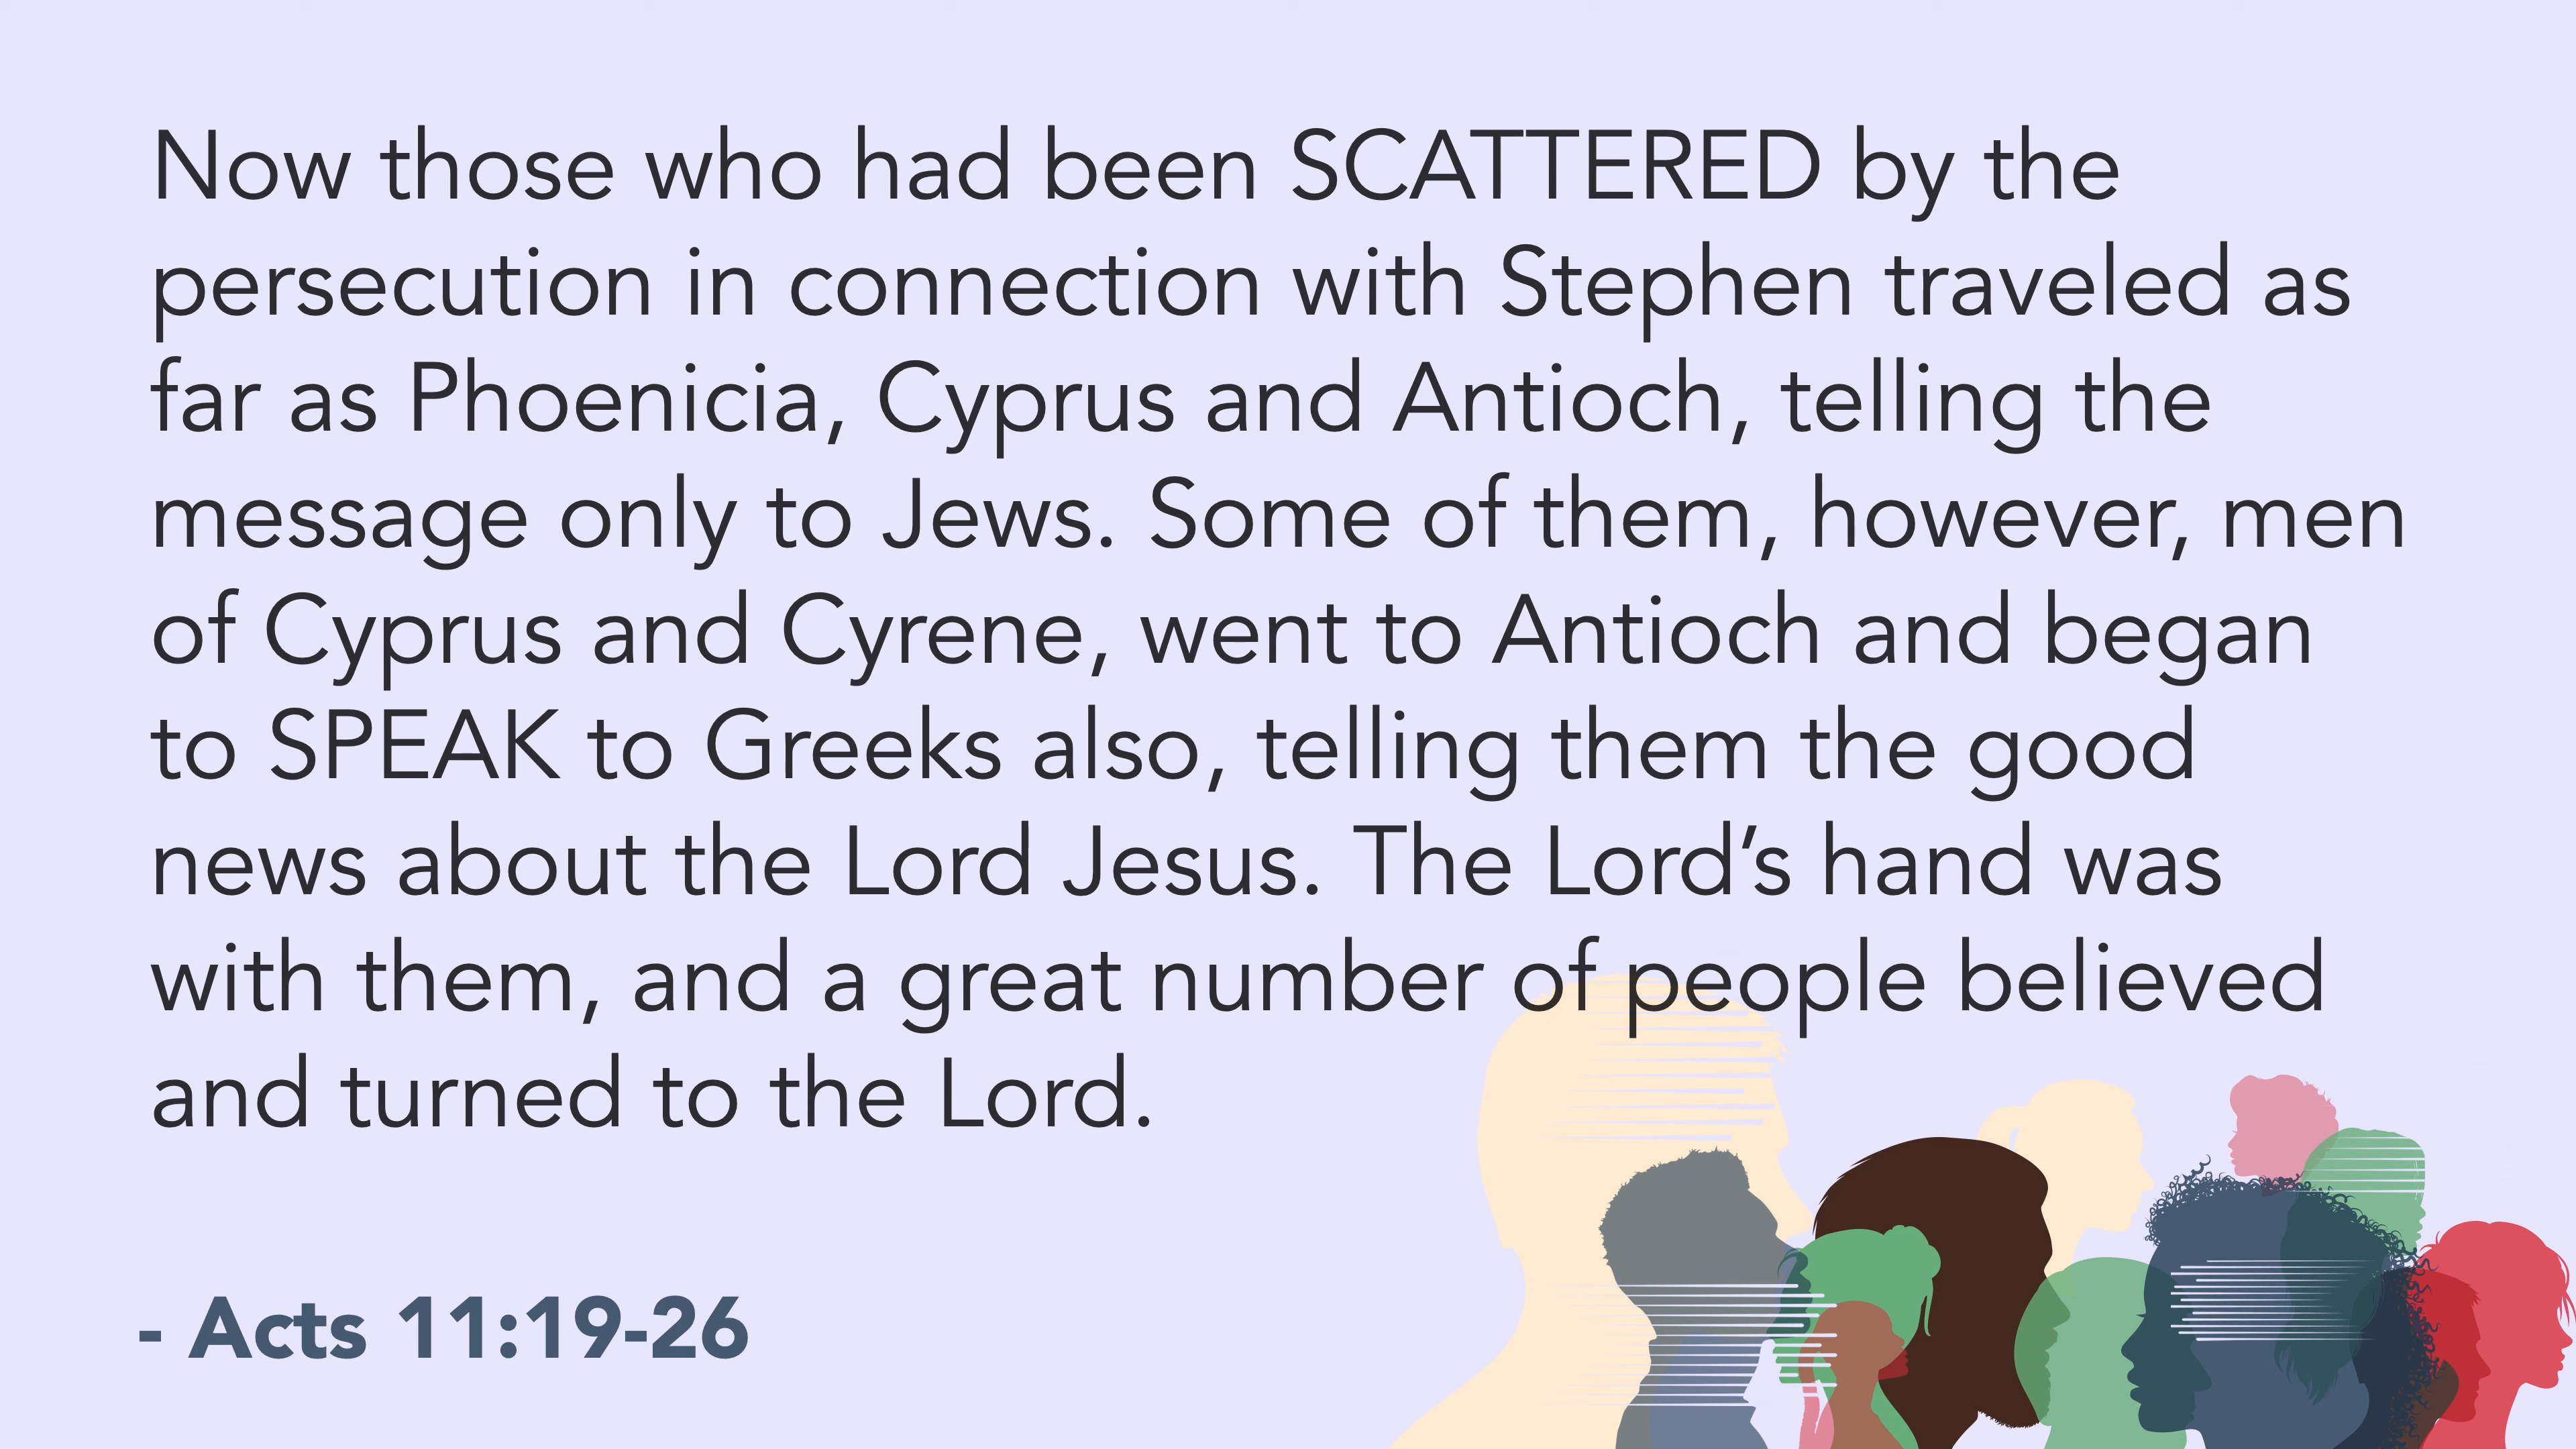 Now those who had been SCATTERED by the
persecution in connection with Stephen traveled as
far as Phoenicia, Cyprus and Antioch, telling the
message only to Jews. Some of them, however, men
of Cyprus and Cyrene, went to Antioch and began
to SPEAK to Greeks also, telling them the good
news about the Lord Jesus. The Lord’s hand was
with them, and a great number of people believed
and turned to the Lord.
- Acts 11:19-26